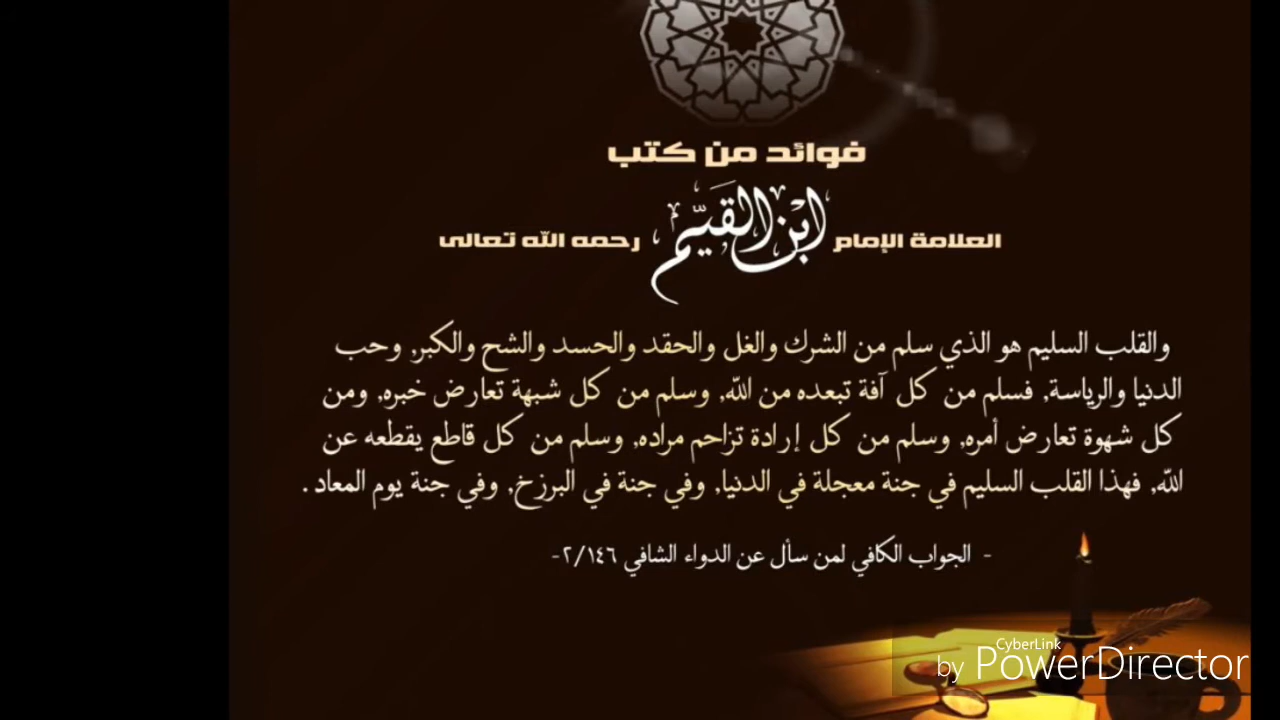 فوائد من كتب
العلامة الإمام ابن القيّم رحمه الله تعالى
والقلب السليم هو الذي سلم من الشرك والغل والحقد والحسد والشح والكبر, وحب
الدنيا والرياسة, فسلم من كل آفة تبعده من الله, وسلم من كل شبهة تعارض خبره, ومن
كل شهوة تعارض أمره, وسلم من كل إرادة تزاحم مراده, وسلم من كل قاطع يقطعه عن
الله, فهذا القلب السليم في جنة معجلة في الدنيا, وفي جنة في البرزخ, وفي جنة يوم المعاد .
- الجواب الكافي لمن سأل عن الدواء الشافي ٢/١٤٦-
CyberLink
by PowerDirector